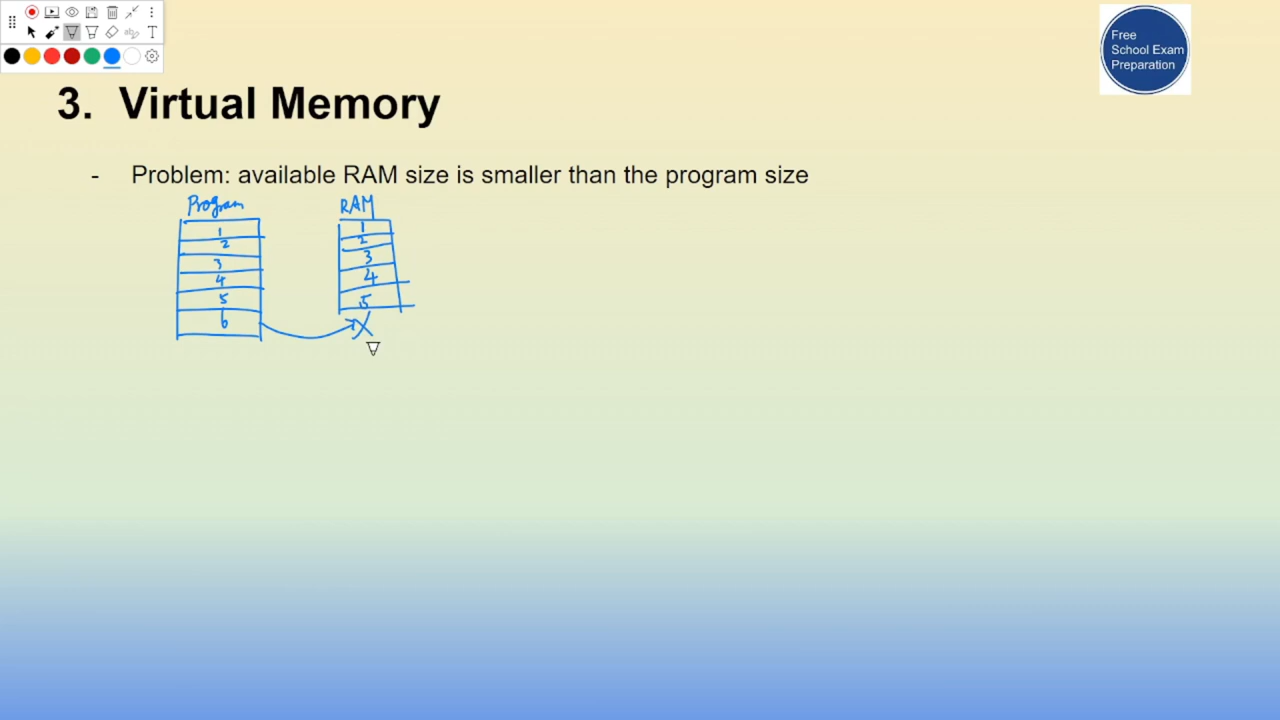 Free
School Exam
Preparation
3. Virtual Memory
- Problem: available RAM size is smaller than the program size
Program
1
2
3
4
5
6
RAM
1
2
3
4
5
X